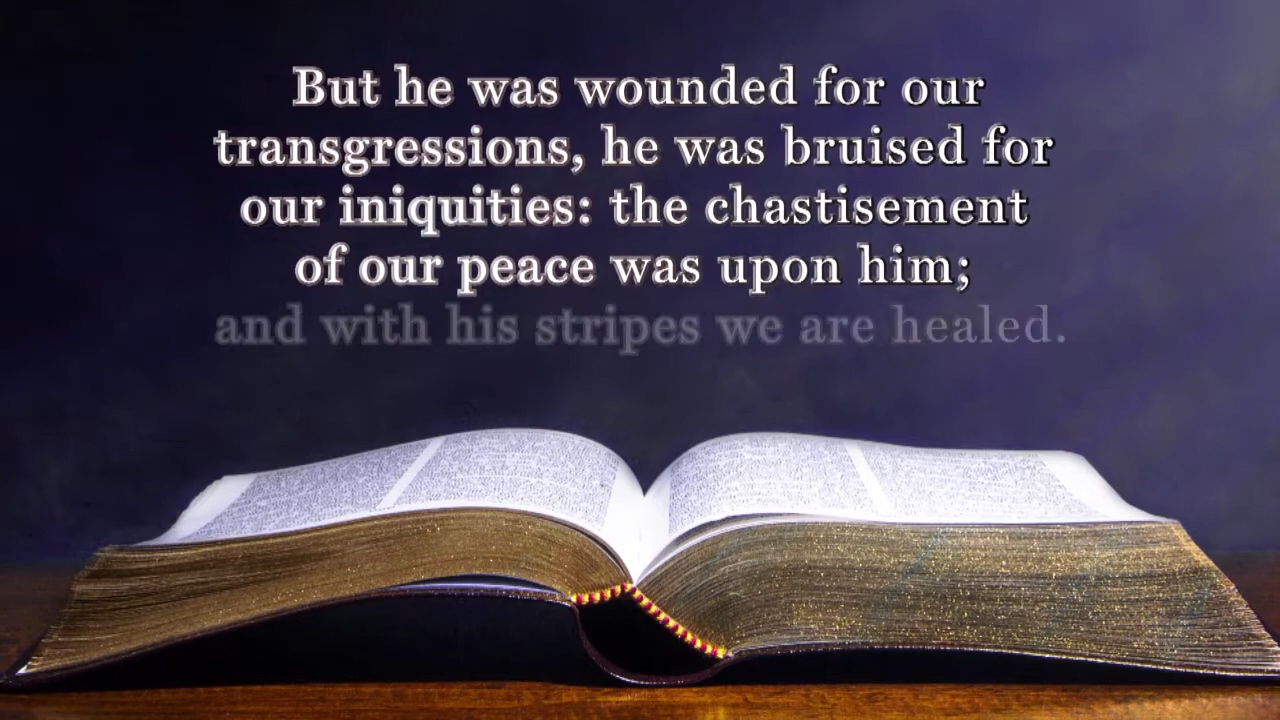 But he was wounded for our
transgressions, he was bruised for
our iniquities: the chastisement
of our peace was upon him;
and with his stripes we are healed.